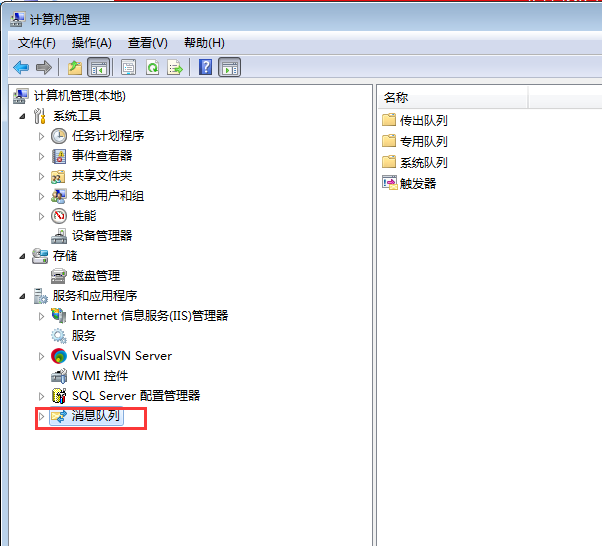 计算机管理
文件(F) 操作(A) 查看(V) 帮助(H)
计算机管理(本地)
系统工具
任务计划程序
事件查看器
共享文件夹
本地用户和组
性能
设备管理器
存储
磁盘管理
服务和应用程序
Internet 信息服务(IIS)管理器
服务
VisualSVN Server
WMI 控件
SQL Server 配置管理器
消息队列
名称
传出队列
专用队列
系统队列
触发器